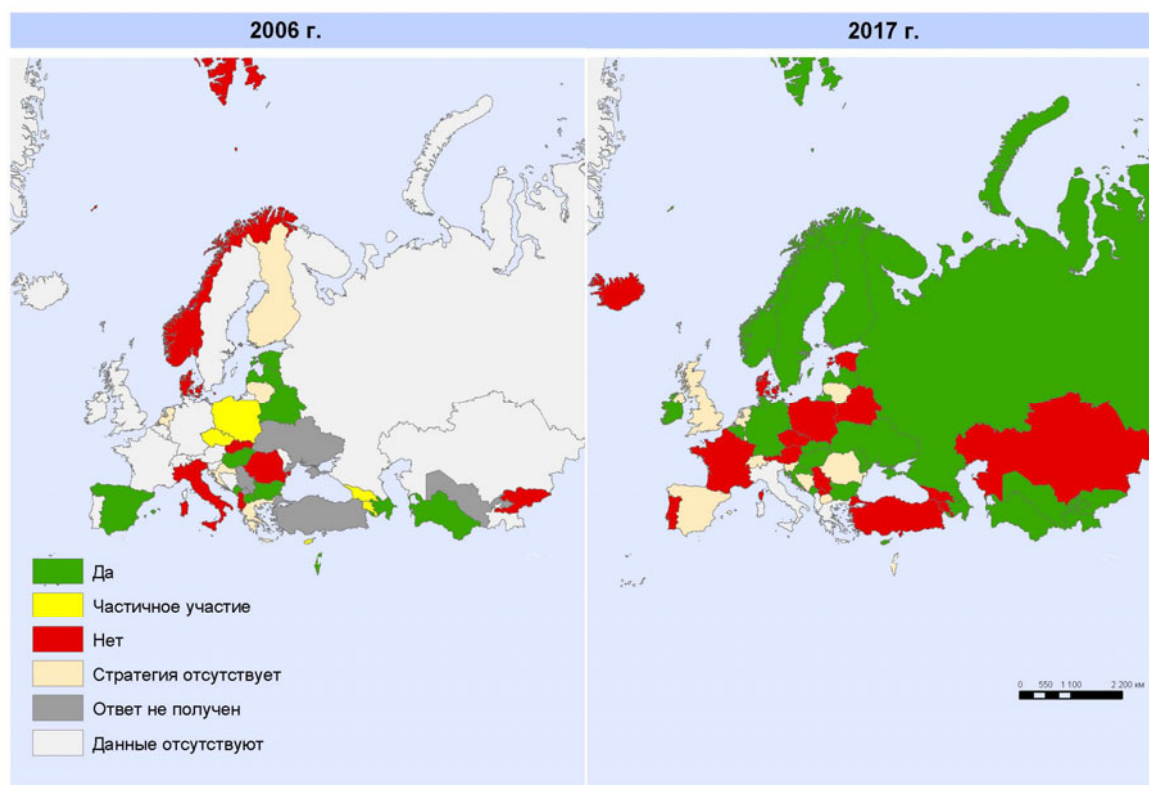 2006 г.
2017 г.
Да
Частичное участие
Нет
Стратегия отсутствует
Ответ не получен
Данные отсутствуют
0 550 1 100 2 200 км